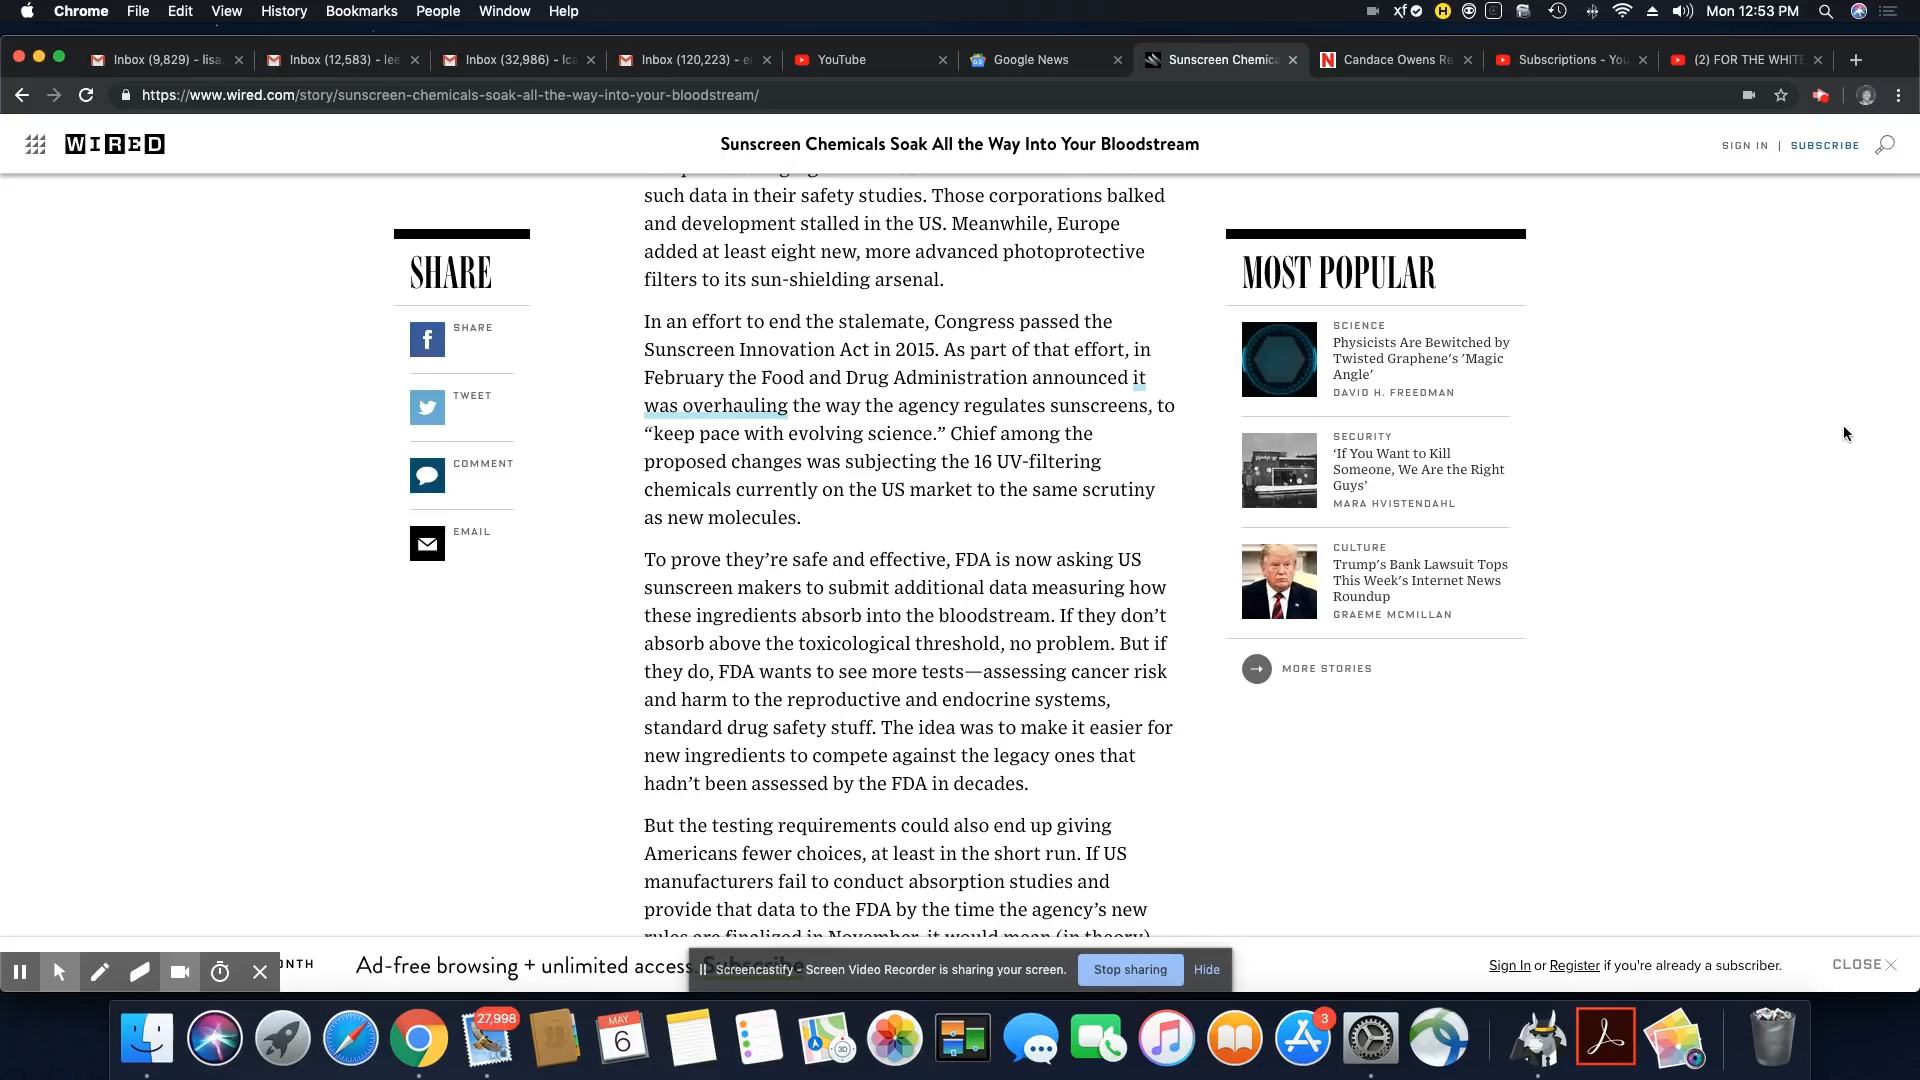 Chrome File Edit View History Bookmarks People Window Help
Mon 12:53 PM
Inbox (9,829) - lisa. Inbox (12,583) - lee Inbox (32,986) - lca Inbox (120,223) - e YouTube Google News Sunscreen Chemica Candace Owens Re Subscriptions - You (2) FOR THE WHIT
https://www.wired.com/story/sunscreen-chemicals-soak-all-the-way-into-your-bloodstream/
WIRED
Sunscreen Chemicals Soak All the Way Into Your Bloodstream
SIGN IN | SUBSCRIBE
SHARE
SHARE
TWEET
COMMENT
EMAIL
such data in their safety studies. Those corporations balked
and development stalled in the US. Meanwhile, Europe
added at least eight new, more advanced photoprotective
filters to its sun-shielding arsenal.
In an effort to end the stalemate, Congress passed the
Sunscreen Innovation Act in 2015. As part of that effort, in
February the Food and Drug Administration announced it
was overhauling the way the agency regulates sunscreens, to
“keep pace with evolving science.” Chief among the
proposed changes was subjecting the 16 UV-filtering
chemicals currently on the US market to the same scrutiny
as new molecules.
To prove they’re safe and effective, FDA is now asking US
sunscreen makers to submit additional data measuring how
these ingredients absorb into the bloodstream. If they don’t
absorb above the toxicological threshold, no problem. But if
they do, FDA wants to see more tests—assessing cancer risk
and harm to the reproductive and endocrine systems,
standard drug safety stuff. The idea was to make it easier for
new ingredients to compete against the legacy ones that
hadn’t been assessed by the FDA in decades.
But the testing requirements could also end up giving
Americans fewer choices, at least in the short run. If US
manufacturers fail to conduct absorption studies and
provide that data to the FDA by the time the agency’s new
rules are finalized in November, it would mean (in theory)
MOST POPULAR
SCIENCE
Physicists Are Bewitched by
Twisted Graphene's 'Magic
Angle'
DAVID H. FREEDMAN
SECURITY
‘If You Want to Kill
Someone, We Are the Right
Guys’
MARA HVISTENDAHL
CULTURE
Trump's Bank Lawsuit Tops
This Week's Internet News
Roundup
GRAEME MCMILLAN
MORE STORIES
ONTH
Ad-free browsing + unlimited access. Subscribe
Screencastify - Screen Video Recorder is sharing your screen.
Stop sharing
Hide
Sign In or Register if you're already a subscriber.
CLOSE
27,998
MAY
6
3D
3